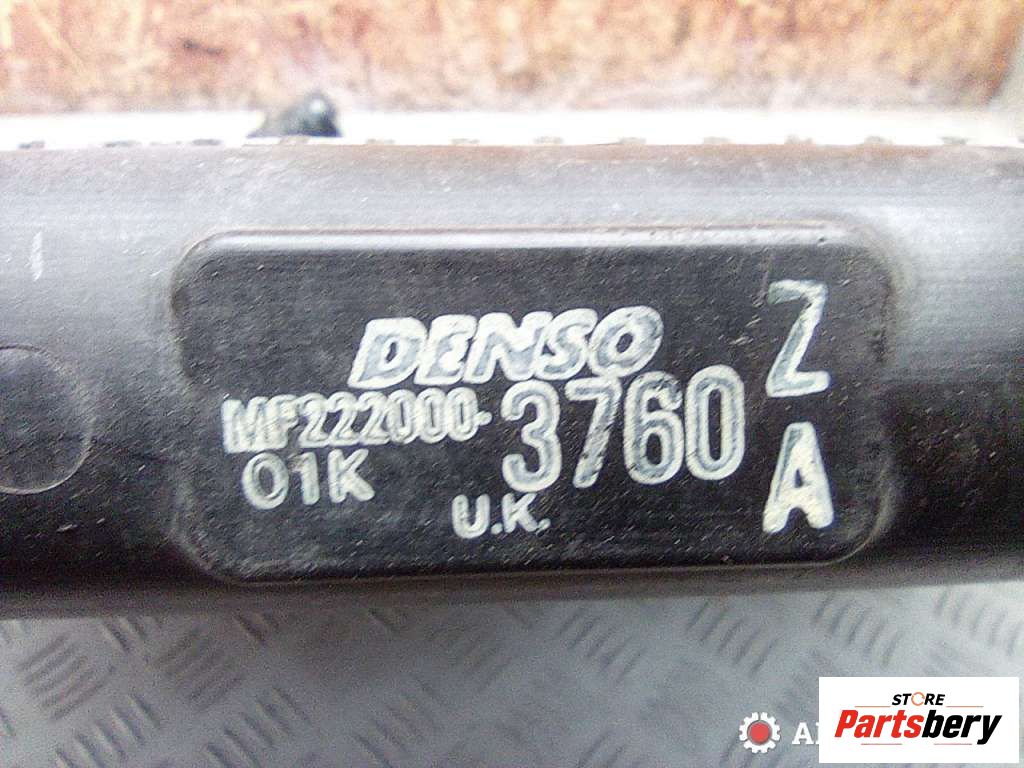 DENSO
MF222000-3760
01K
U.K.
Z
A
STORE
Partsbery